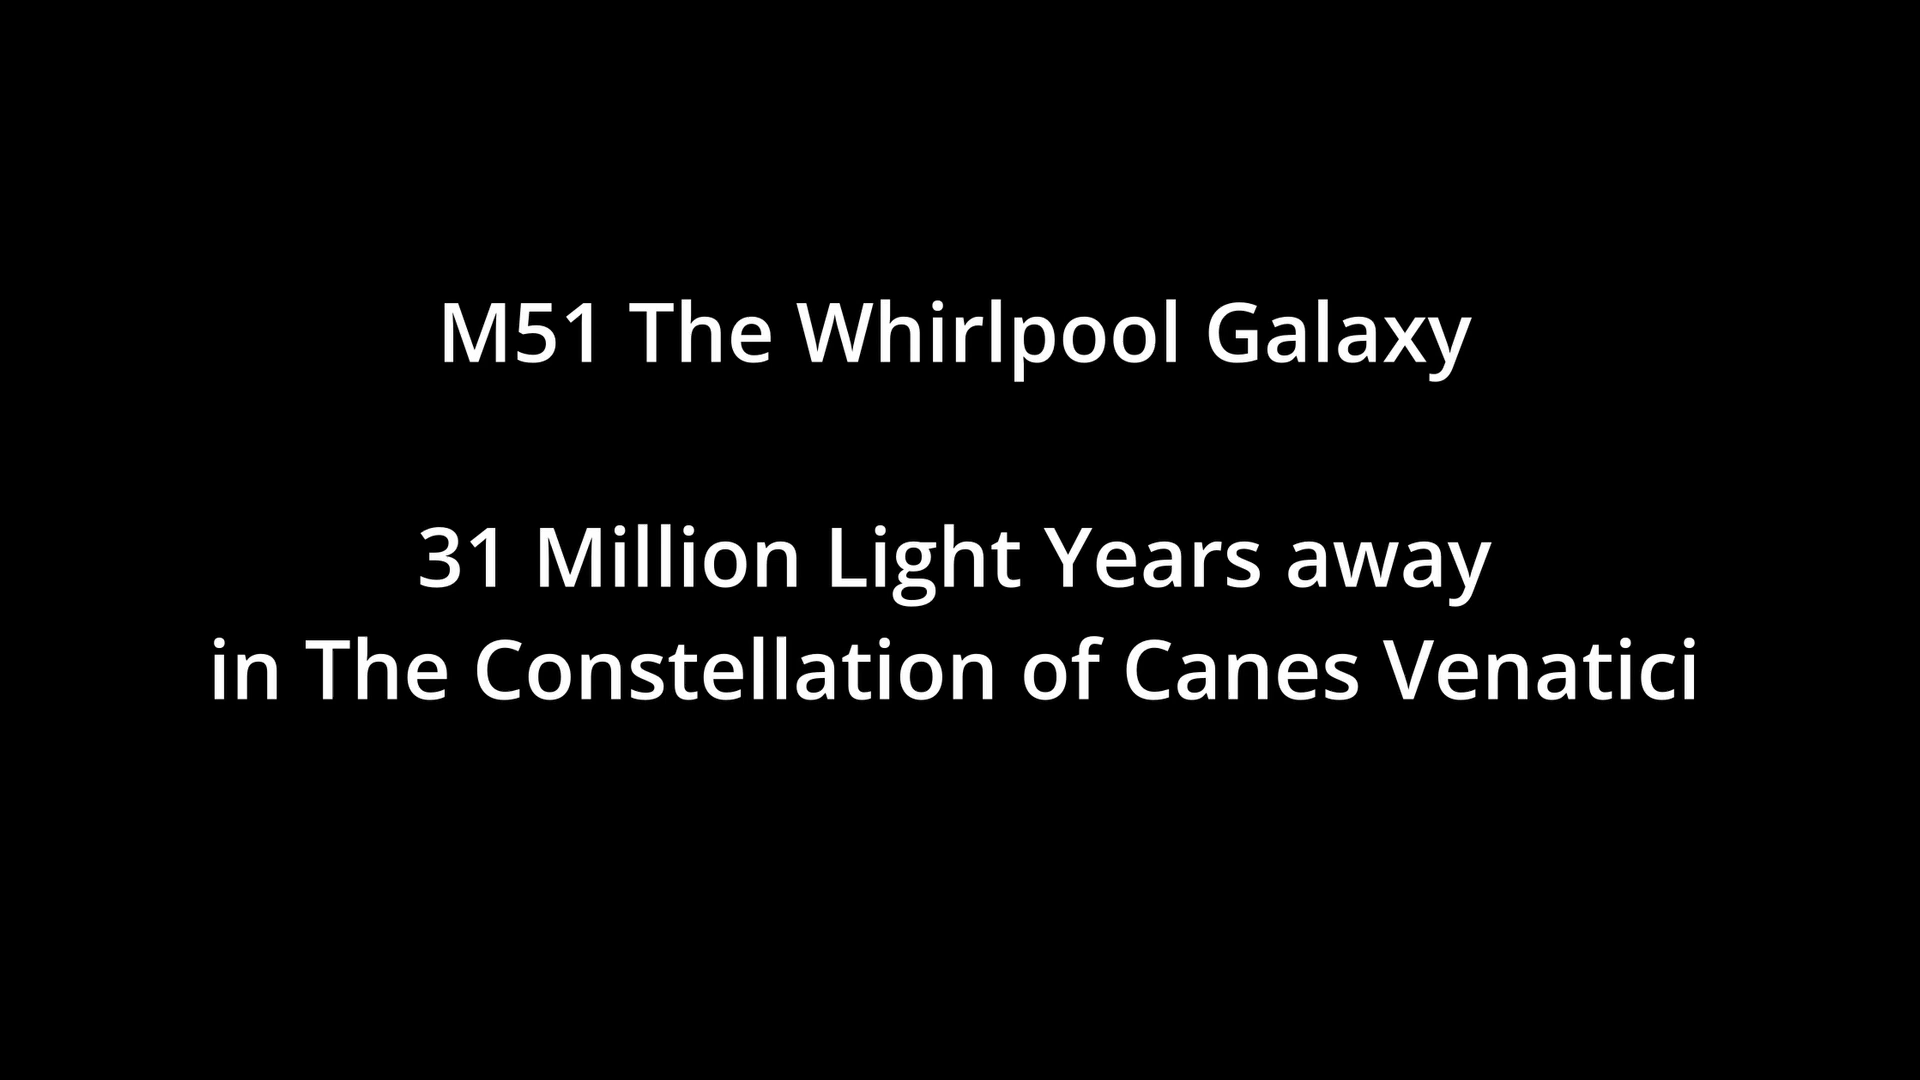 M51 The Whirlpool Galaxy
31 Million Light Years away
in The Constellation of Canes Venatici